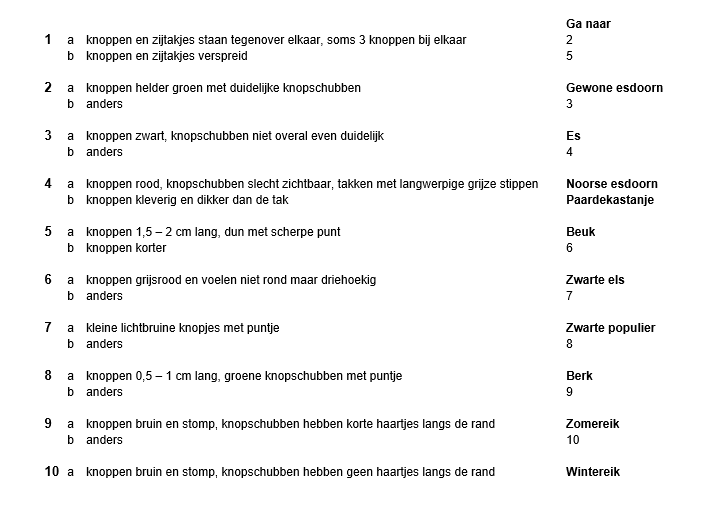 Ga naar
1 a knoppen en zijtakjes staan tegenover elkaar, soms 3 knoppen bij elkaar 2
b knoppen en zijtakjes verspreid 5
2 a knoppen helder groen met duidelijke knopschubben Gewone esdoorn
b anders 3
3 a knoppen zwart, knopschubben niet overal even duidelijk Es
b anders 4
4 a knoppen rood, knopschubben slecht zichtbaar, takken met langwerpige grijze stippen Noorse esdoorn
b knoppen kleverig en dikker dan de tak Paardekastanje
5 a knoppen 1,5 – 2 cm lang, dun met scherpe punt Beuk
b knoppen korter 6
6 a knoppen grijsrood en voelen niet rond maar driehoekig Zwarte els
b anders 7
7 a kleine lichtbruine knopjes met puntje Zwarte populier
b anders 8
8 a knoppen 0,5 – 1 cm lang, groene knopschubben met puntje Berk
b anders 9
9 a knoppen bruin en stomp, knopschubben hebben korte haartjes langs de rand Zomereik
b anders 10
10 a knoppen bruin en stomp, knopschubben hebben geen haartjes langs de rand Wintereik